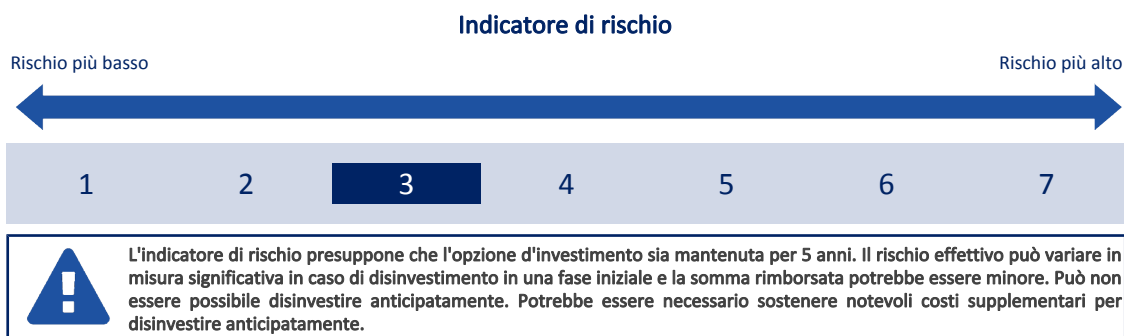 Indicatore di rischio
Rischio più basso Rischio più alto
1 2 3 4 5 6 7
L'indicatore di rischio presuppone che l'opzione d'investimento sia mantenuta per 5 anni. Il rischio effettivo può variare in
misura significativa in caso di disinvestimento in una fase iniziale e la somma rimborsata potrebbe essere minore. Può non
essere possibile disinvestire anticipatamente. Potrebbe essere necessario sostenere notevoli costi supplementari per
disinvestire anticipatamente.